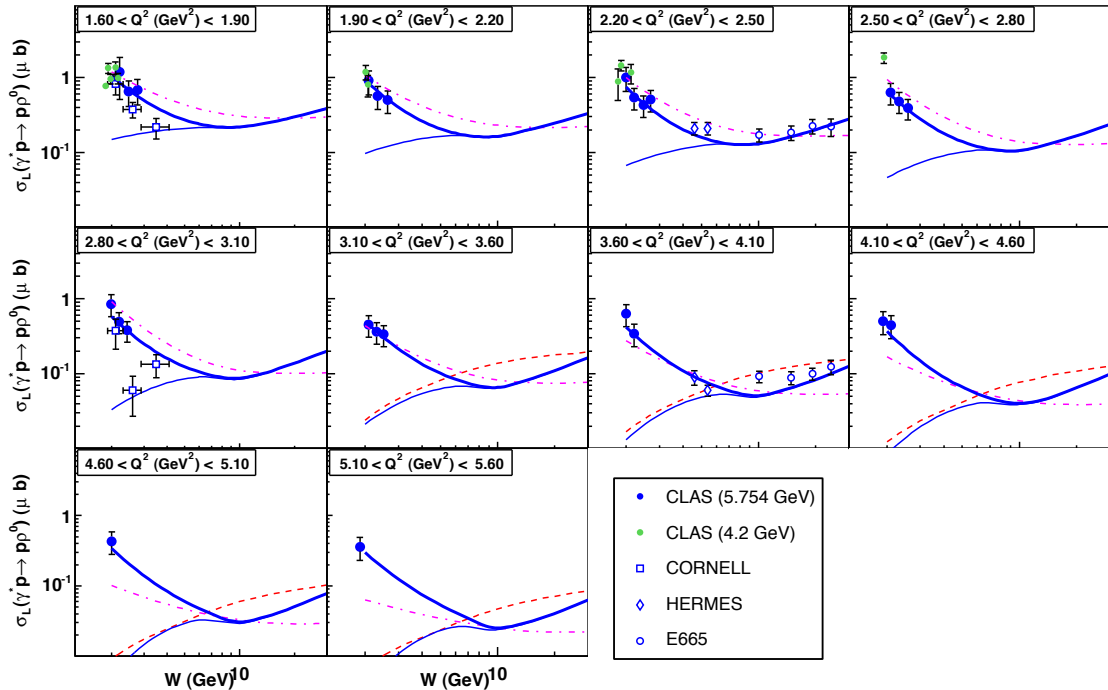 1.60 < Q² (GeV²) < 1.90
1.90 < Q² (GeV²) < 2.20
2.20 < Q² (GeV²) < 2.50
2.50 < Q² (GeV²) < 2.80
σ_L(γ*p→ pρ⁰) (μ b)
1
10⁻¹
2.80 < Q² (GeV²) < 3.10
3.10 < Q² (GeV²) < 3.60
3.60 < Q² (GeV²) < 4.10
4.10 < Q² (GeV²) < 4.60
σ_L(γ*p→ pρ⁰) (μ b)
1
10⁻¹
4.60 < Q² (GeV²) < 5.10
5.10 < Q² (GeV²) < 5.60
σ_L(γ*p→ pρ⁰) (μ b)
1
10⁻¹
W (GeV) 10
W (GeV) 10
CLAS (5.754 GeV)
CLAS (4.2 GeV)
CORNELL
HERMES
E665